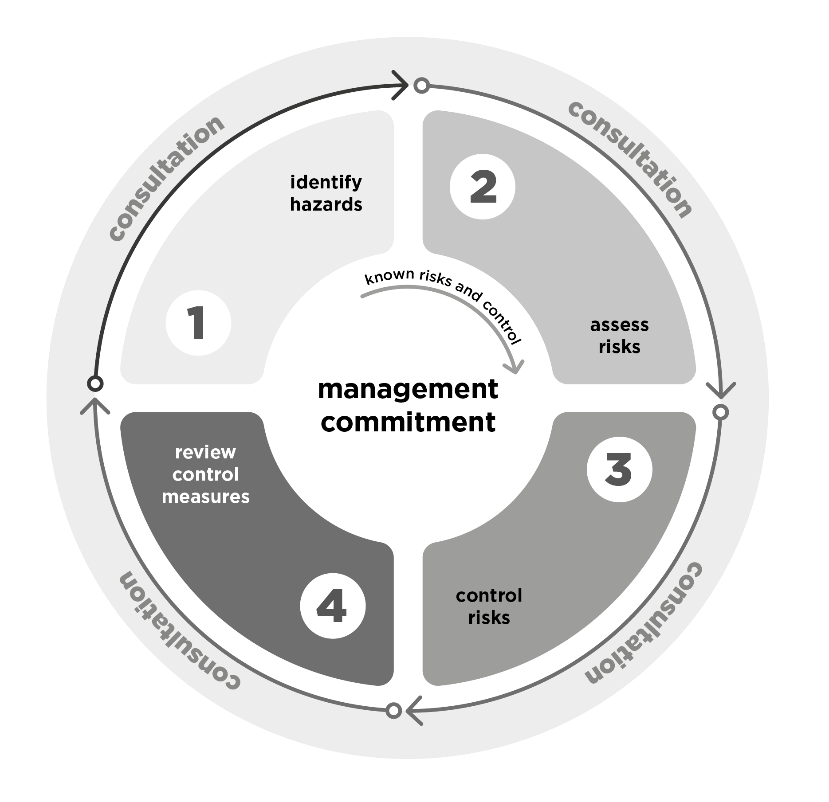 consultation
consultation
identify
hazards
1
2
assess
risks
known risks and control
management
commitment
3
control
risks
review
control
measures
4
consultation
consultation